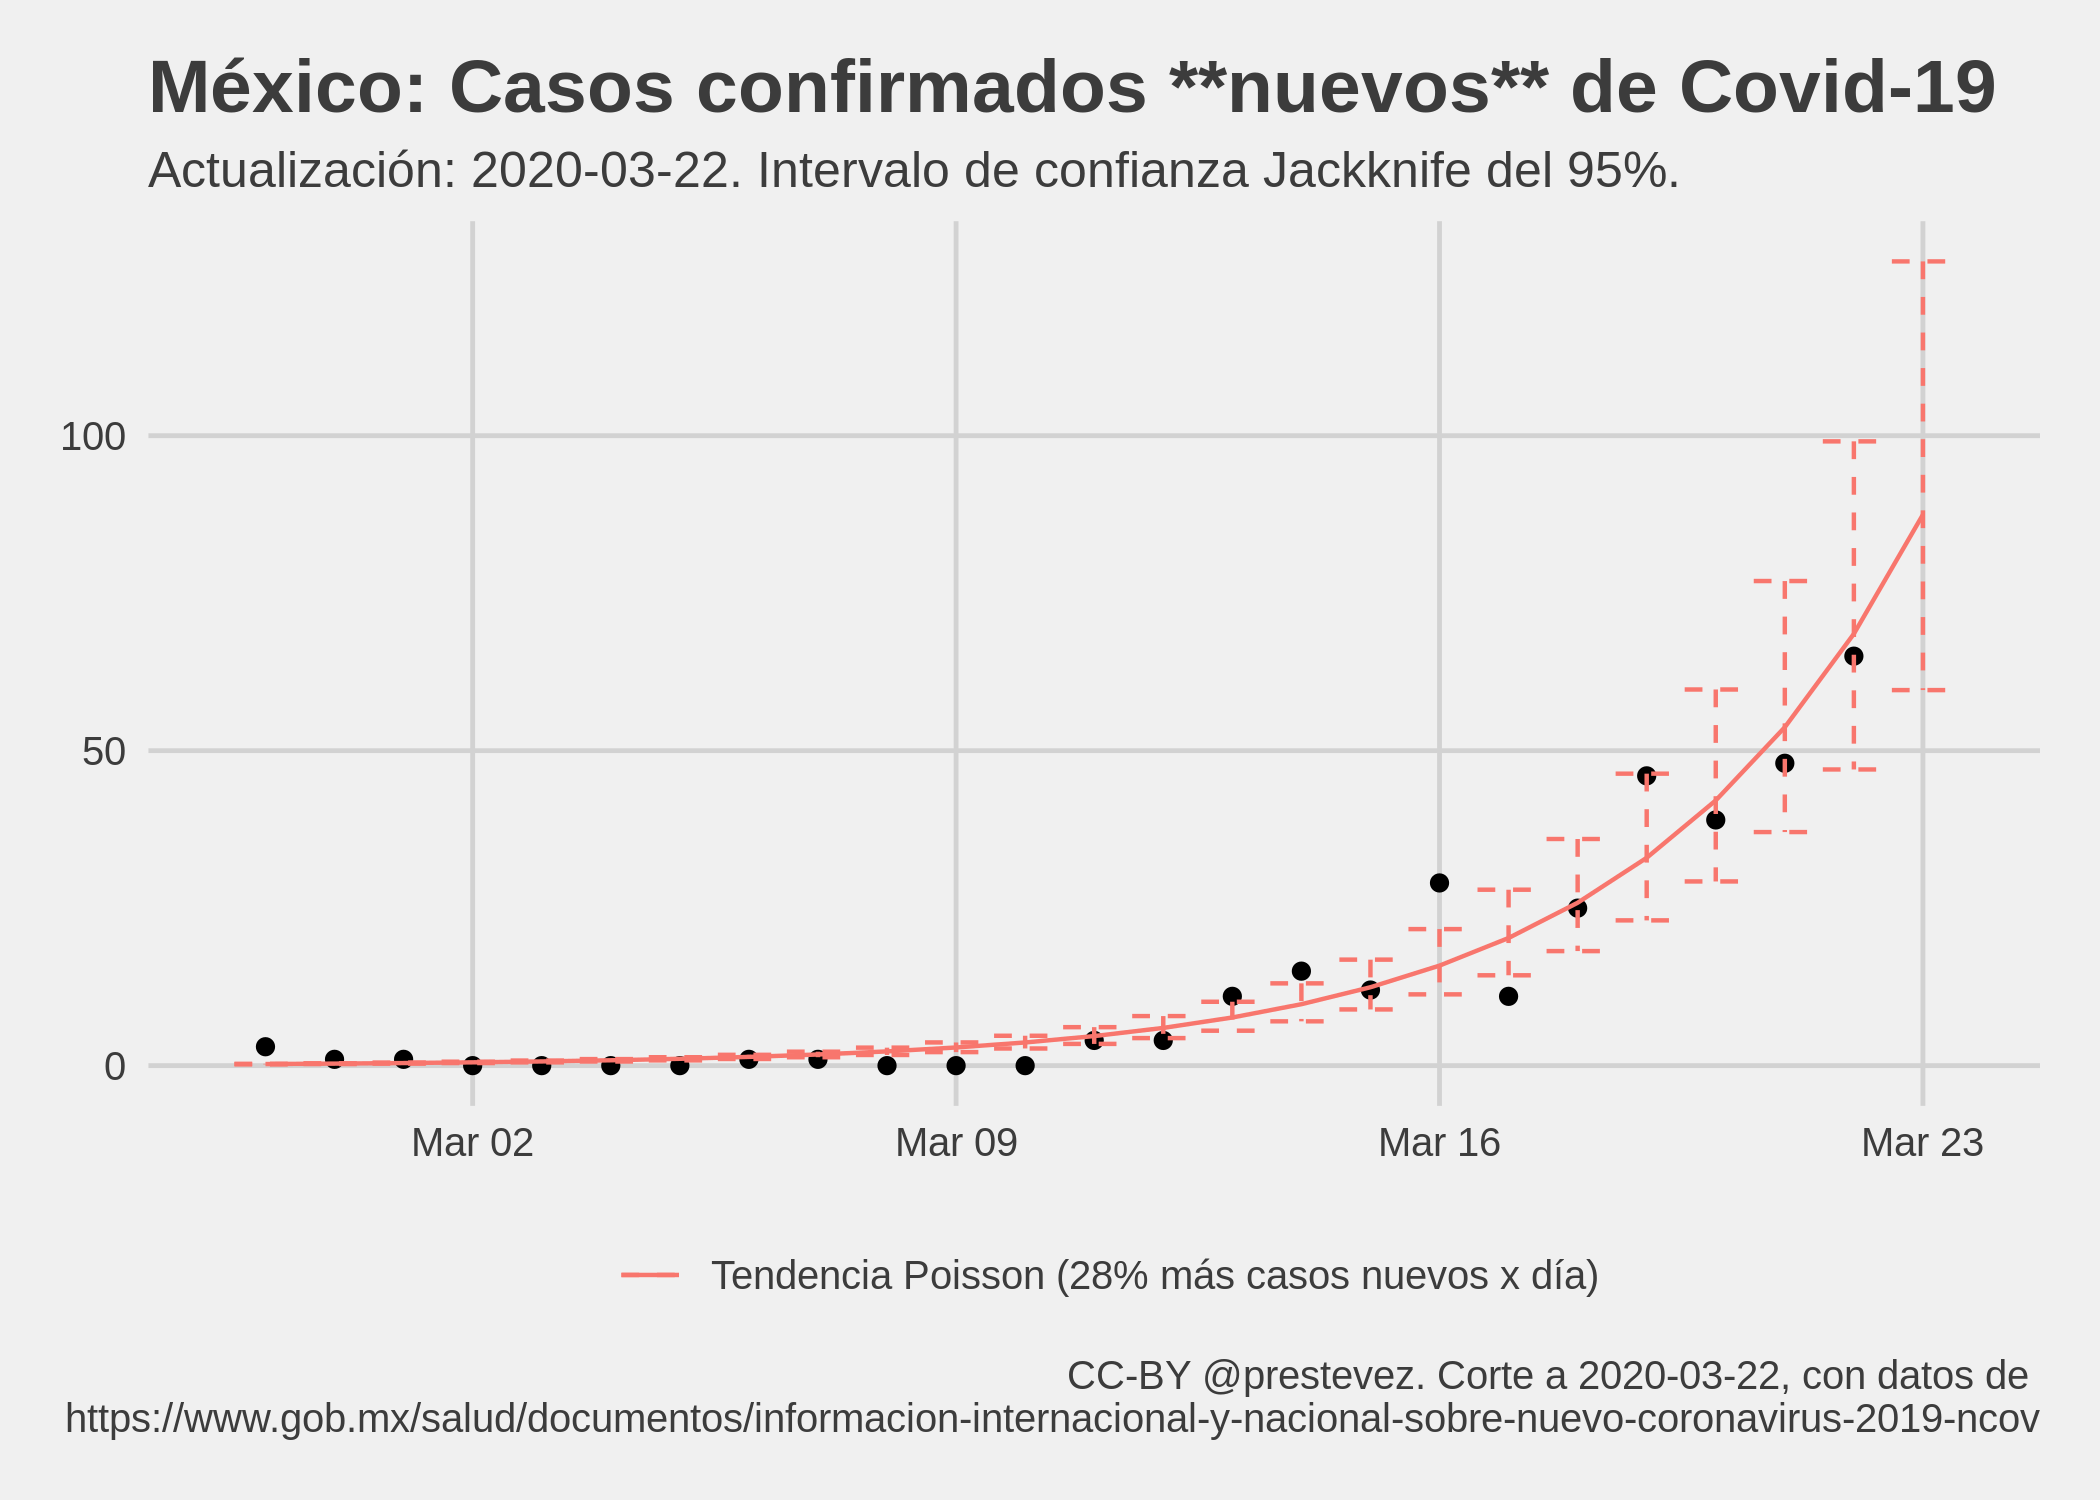 México: Casos confirmados **nuevos** de Covid-19
Actualización: 2020-03-22. Intervalo de confianza Jackknife del 95%.
100
50
0
Mar 02
Mar 09
Mar 16
Mar 23
Tendencia Poisson (28% más casos nuevos x día)
CC-BY @prestevez. Corte a 2020-03-22, con datos de
https://www.gob.mx/salud/documentos/informacion-internacional-y-nacional-sobre-nuevo-coronavirus-2019-ncov